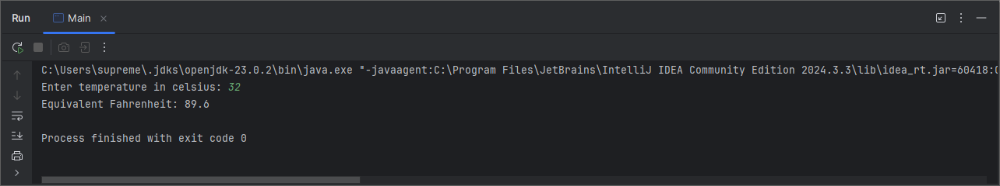 Run Main
C:\Users\supreme\.jdks\openjdk-23.0.2\bin\java.exe "-javaagent:C:\Program Files\JetBrains\IntelliJ IDEA Community Edition 2024.3.3\lib\idea_rt.jar=60418:C
Enter temperature in celsius: 32
Equivalent Fahrenheit: 89.6
Process finished with exit code 0